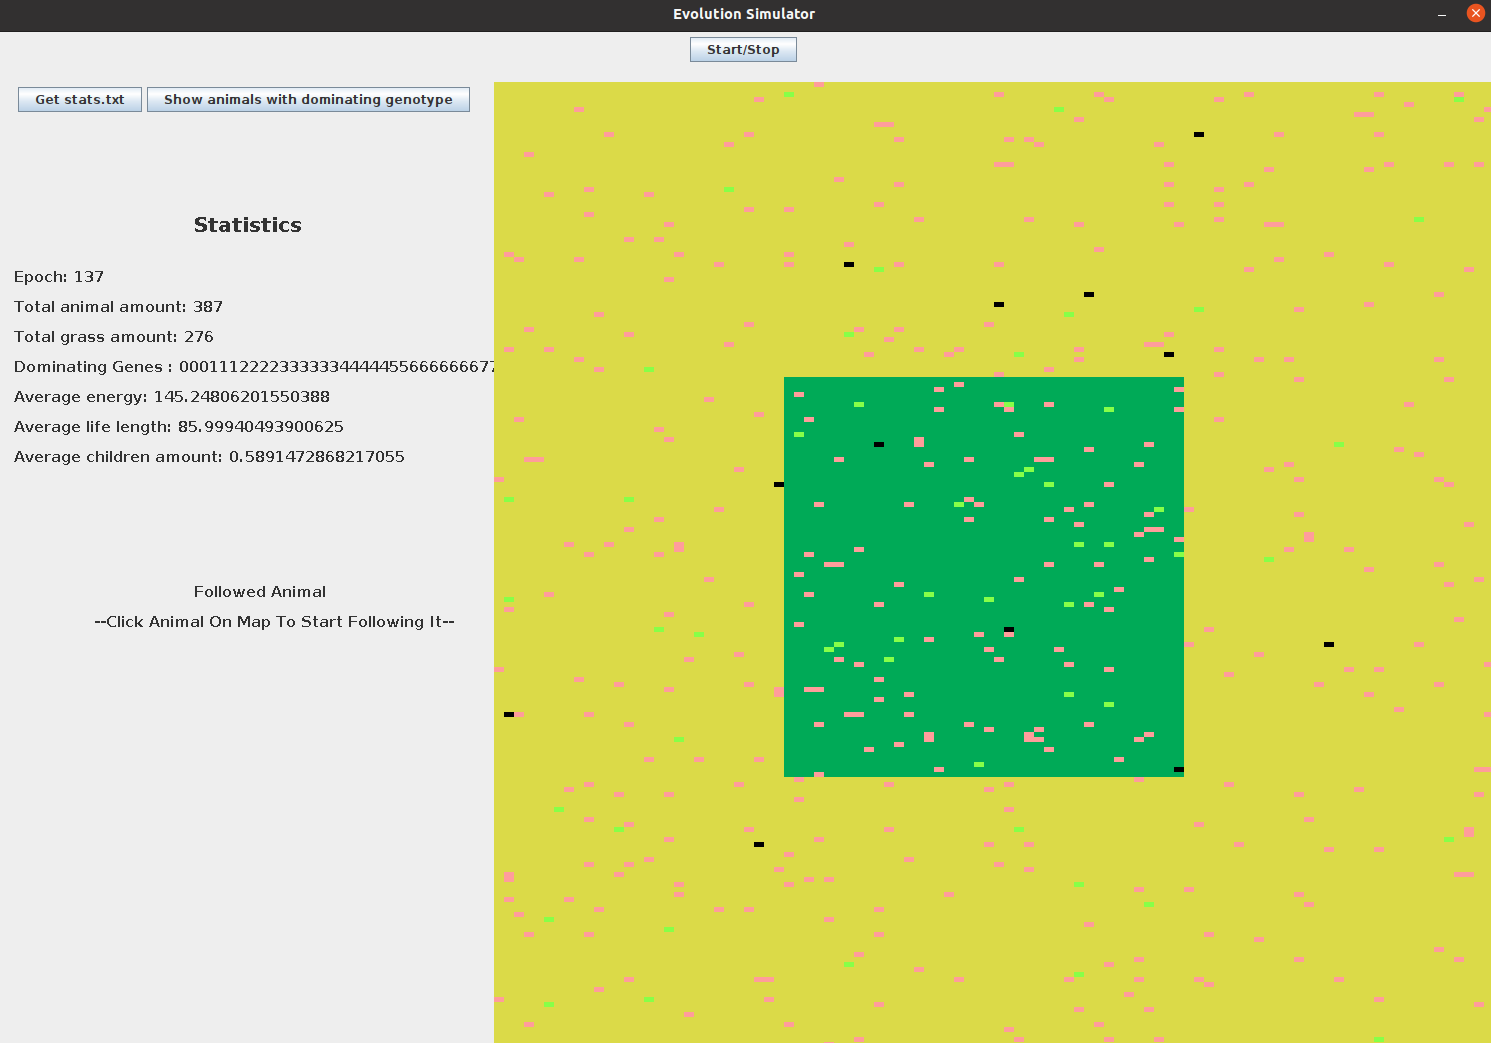 Evolution Simulator
Start/Stop
Get stats.txt
Show animals with dominating genotype
Statistics
Epoch: 137
Total animal amount: 387
Total grass amount: 276
Dominating Genes : 00011122223333334444455666666677
Average energy: 145.24806201550388
Average life length: 85.99940493900625
Average children amount: 0.5891472868217055
Followed Animal
--Click Animal On Map To Start Following It--